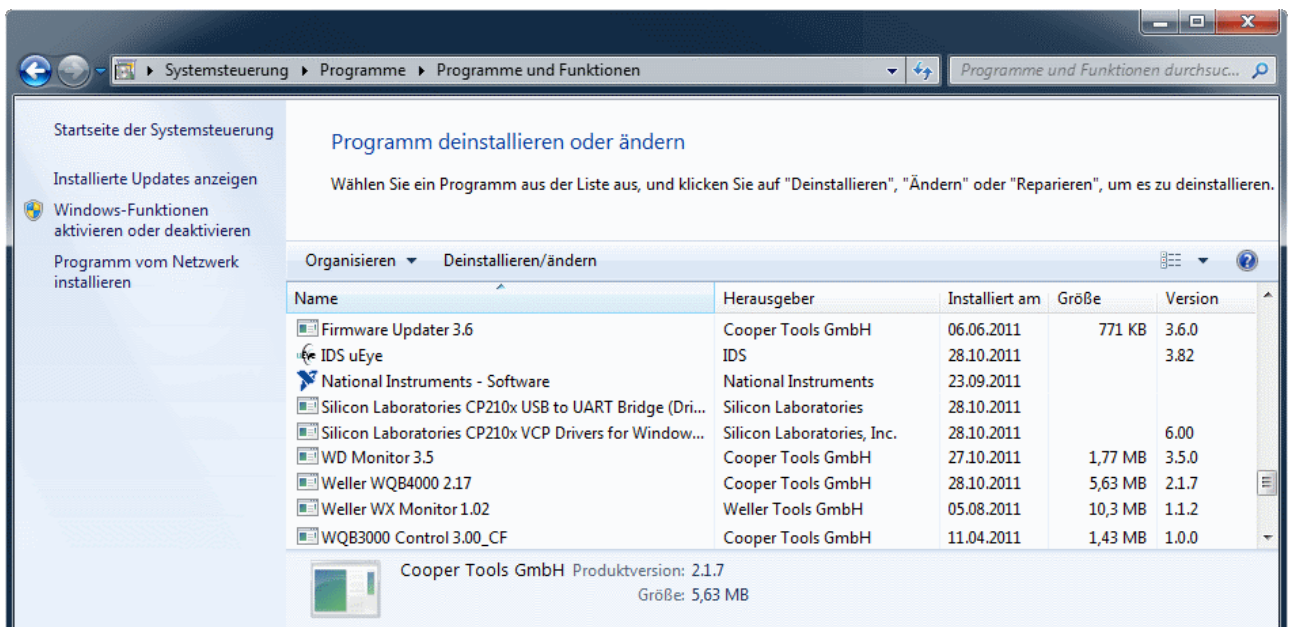 Systemsteuerung Programme Programme und Funktionen Programme und Funktionen durchsuc...
Startseite der Systemsteuerung
Installierte Updates anzeigen
Windows-Funktionen
aktivieren oder deaktivieren
Programm vom Netzwerk
installieren
Programm deinstallieren oder ändern
Wählen Sie ein Programm aus der Liste aus, und klicken Sie auf "Deinstallieren", "Ändern" oder "Reparieren", um es zu deinstallieren.
Organisieren Deinstallieren/ändern
Name Herausgeber Installiert am Größe Version
Firmware Updater 3.6 Cooper Tools GmbH 06.06.2011 771 KB 3.6.0
IDS uEye IDS 28.10.2011 3.82
National Instruments - Software National Instruments 23.09.2011
Silicon Laboratories CP210x USB to UART Bridge (Dri... Silicon Laboratories 28.10.2011
Silicon Laboratories CP210x VCP Drivers for Window... Silicon Laboratories, Inc. 28.10.2011 6.00
WD Monitor 3.5 Cooper Tools GmbH 27.10.2011 1,77 MB 3.5.0
Weller WQB4000 2.17 Cooper Tools GmbH 28.10.2011 5,63 MB 2.1.7
Weller WX Monitor 1.02 Weller Tools GmbH 05.08.2011 10,3 MB 1.1.2
WQB3000 Control 3.00_CF Cooper Tools GmbH 11.04.2011 1,43 MB 1.0.0
Cooper Tools GmbH Produktversion: 2.1.7
Größe: 5,63 MB